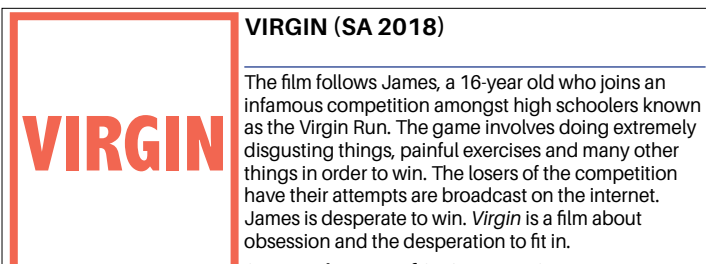 VIRGIN (SA 2018)
VIRGIN
The film follows James, a 16-year old who joins an
infamous competition amongst high schoolers known
as the Virgin Run. The game involves doing extremely
disgusting things, painful exercises and many other
things in order to win. The losers of the competition
have their attempts are broadcast on the internet.
James is desperate to win. Virgin is a film about
obsession and the desperation to fit in.